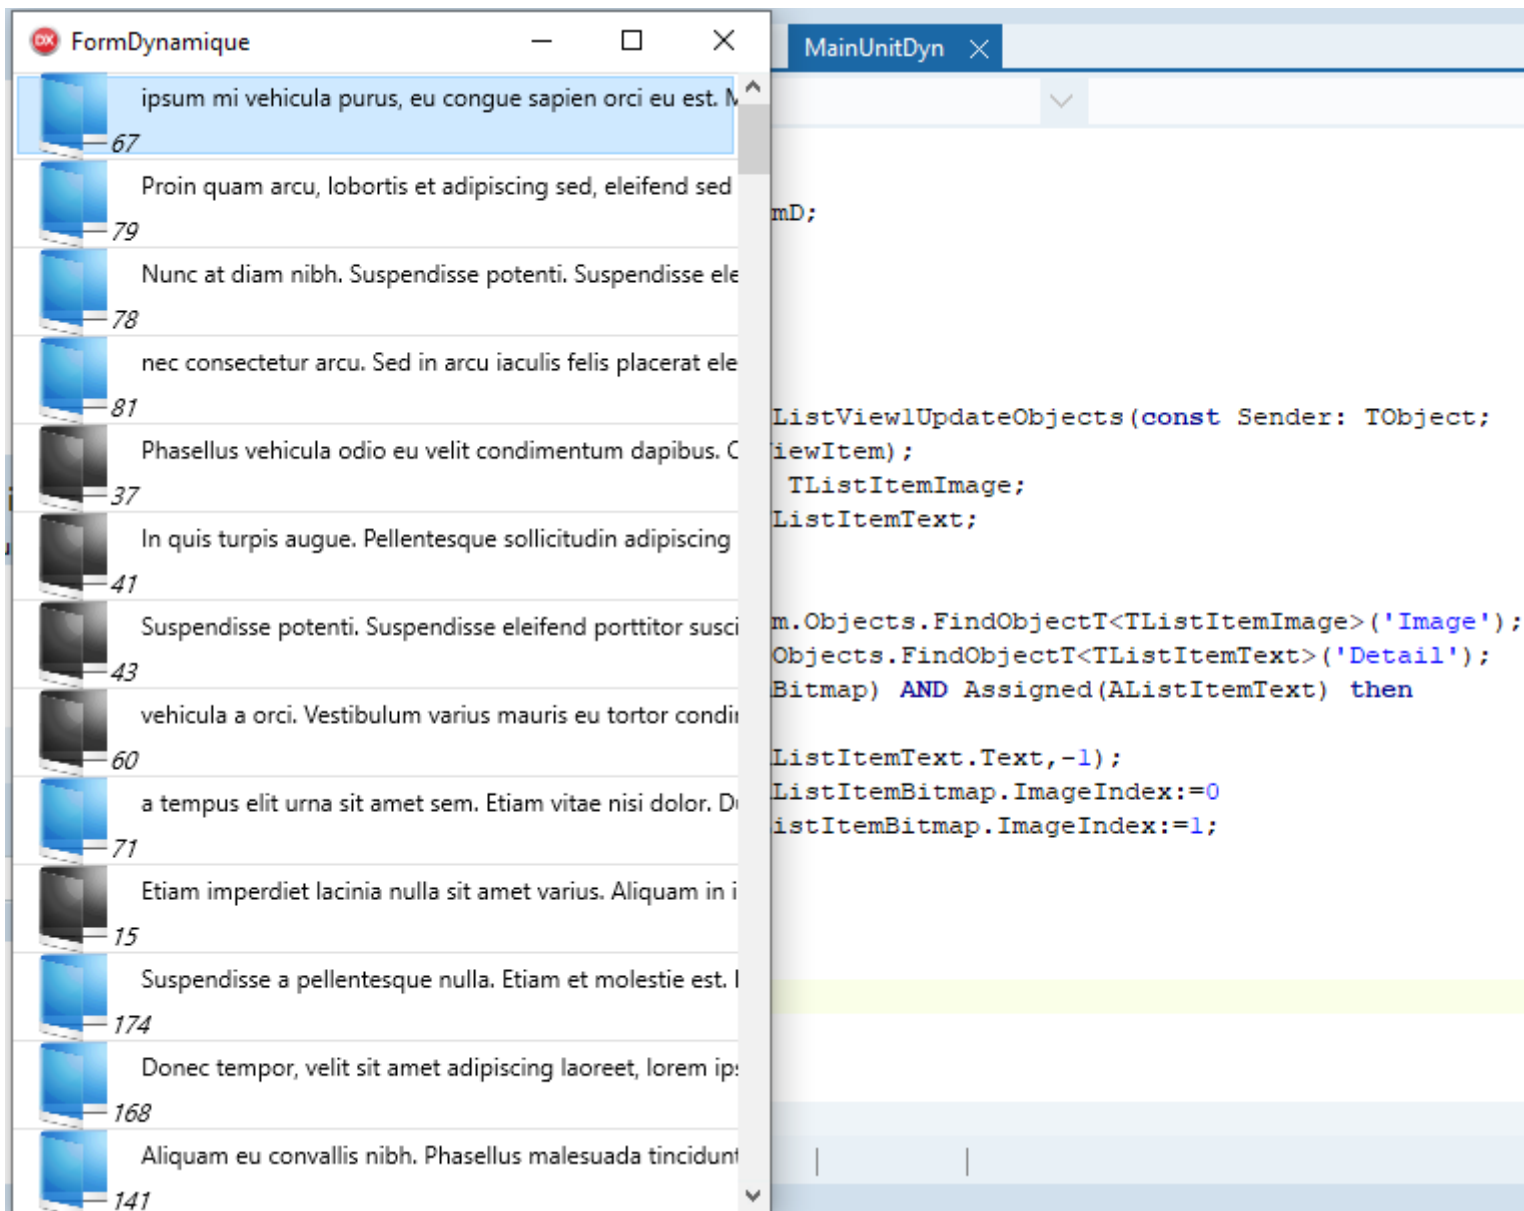 FormDynamique
ipsum mi vehicula purus, eu congue sapien orci eu est.
67
Proin quam arcu, lobortis et adipiscing sed, eleifend sed
79
Nunc at diam nibh. Suspendisse potenti. Suspendisse ele
78
nec consectetur arcu. Sed in arcu iaculis felis placerat ele
81
Phasellus vehicula odio eu velit condimentum dapibus. C
37
In quis turpis augue. Pellentesque sollicitudin adipiscing
41
Suspendisse potenti. Suspendisse eleifend porttitor susci
43
vehicula a orci. Vestibulum varius mauris eu tortor condi
60
a tempus elit urna sit amet sem. Etiam vitae nisi dolor. D
71
Etiam imperdiet lacinia nulla sit amet varius. Aliquam in i
15
Suspendisse a pellentesque nulla. Etiam et molestie est.
174
Donec tempor, velit sit amet adipiscing laoreet, lorem ip
168
Aliquam eu convallis nibh. Phasellus malesuada tincidunt
141
MainUnitDyn
mD;
ListView1UpdateObjects(const Sender: TObject;
iewItem);
TListItemImage;
ListItemText;
m.Objects.FindObjectT<TListItemImage>('Image');
Objects.FindObjectT<TListItemText>('Detail');
Bitmap) AND Assigned(AListItemText) then
ListItemText.Text,-1);
ListItemBitmap.ImageIndex:=0
istItemBitmap.ImageIndex:=1;